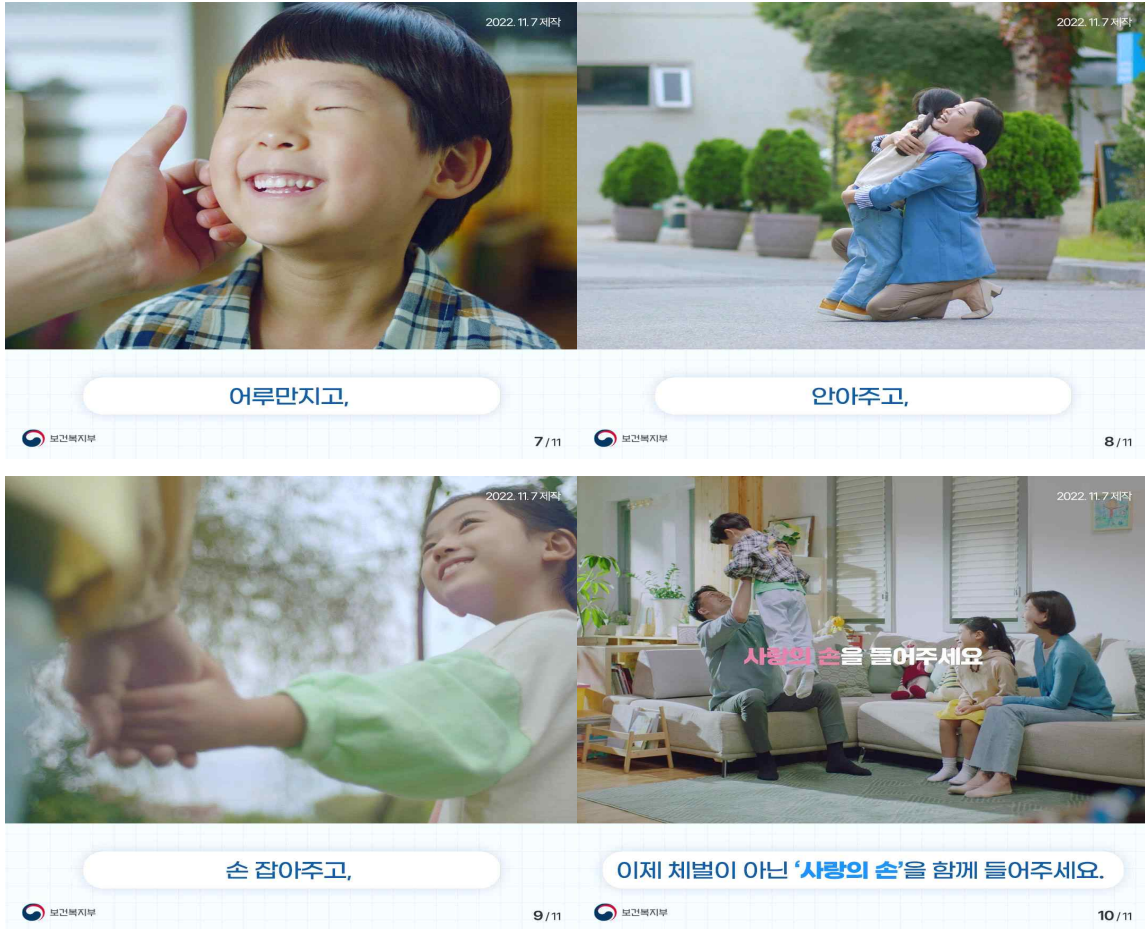 2022. 11. 7 제작
어루만지고,
보건복지부
7 / 11
2022. 11. 7 제작
안아주고,
보건복지부
8 / 11
2022. 11. 7 제작
손 잡아주고,
보건복지부
9 / 11
2022. 11. 7 제작
사랑의 손을 들어주세요
이제 체벌이 아닌 ‘사랑의 손’을 함께 들어주세요.
보건복지부
10 / 11